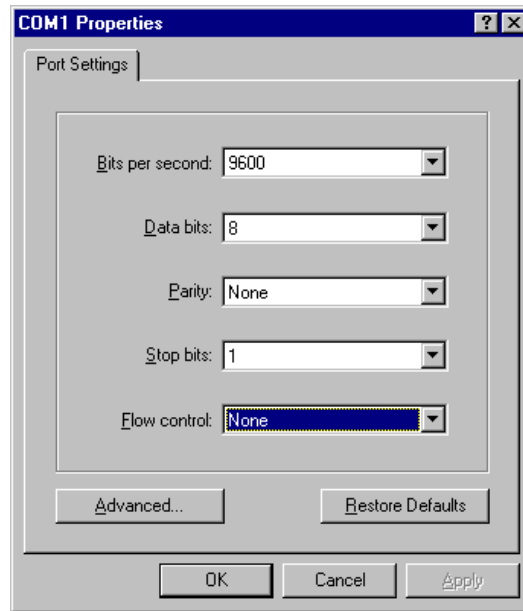 COM1 Properties
Port Settings
Bits per second: 9600
Data bits: 8
Parity: None
Stop bits: 1
Flow control: None
Advanced... Restore Defaults
OK Cancel Apply